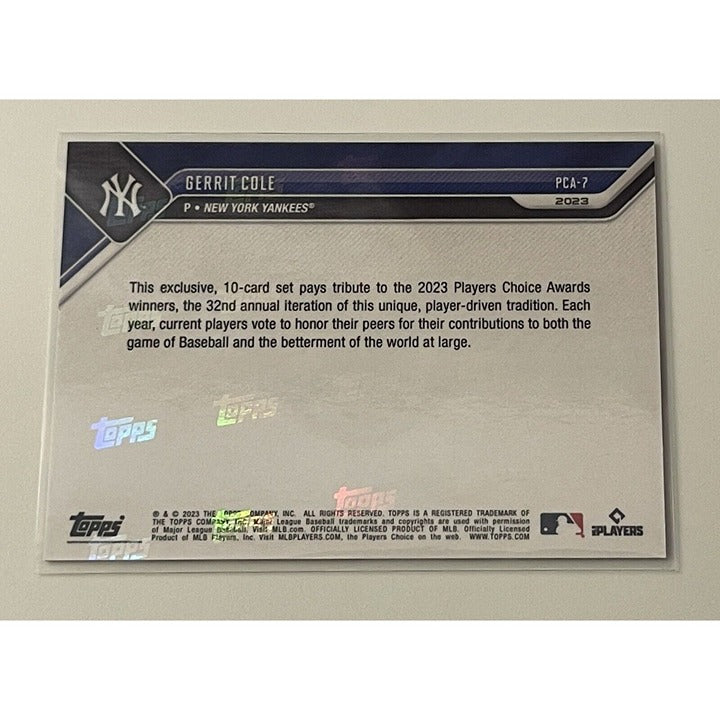 GERRIT COLE
PCA-7
P • NEW YORK YANKEES®
2023
This exclusive, 10-card set pays tribute to the 2023 Players Choice Awards
winners, the 32nd annual iteration of this unique, player-driven tradition. Each
year, current players vote to honor their peers for their contributions to both the
game of Baseball and the betterment of the world at large.
topps
topps
topps
topps
topps
topps
® & © 2023 THE TOPPS COMPANY, INC. ALL RIGHTS RESERVED. TOPPS IS A REGISTERED TRADEMARK OF
THE TOPPS COMPANY, INC. Major League Baseball trademarks and copyrights are used with permission
of Major League Baseball. Visit MLB.com. OFFICIALLY LICENSED PRODUCT OF MLB. Officially Licensed
Product of MLB Players, Inc. Visit MLBPLAYERS.COM, the Players Choice on the web. WWW.TOPPS.COM
PLAYERS